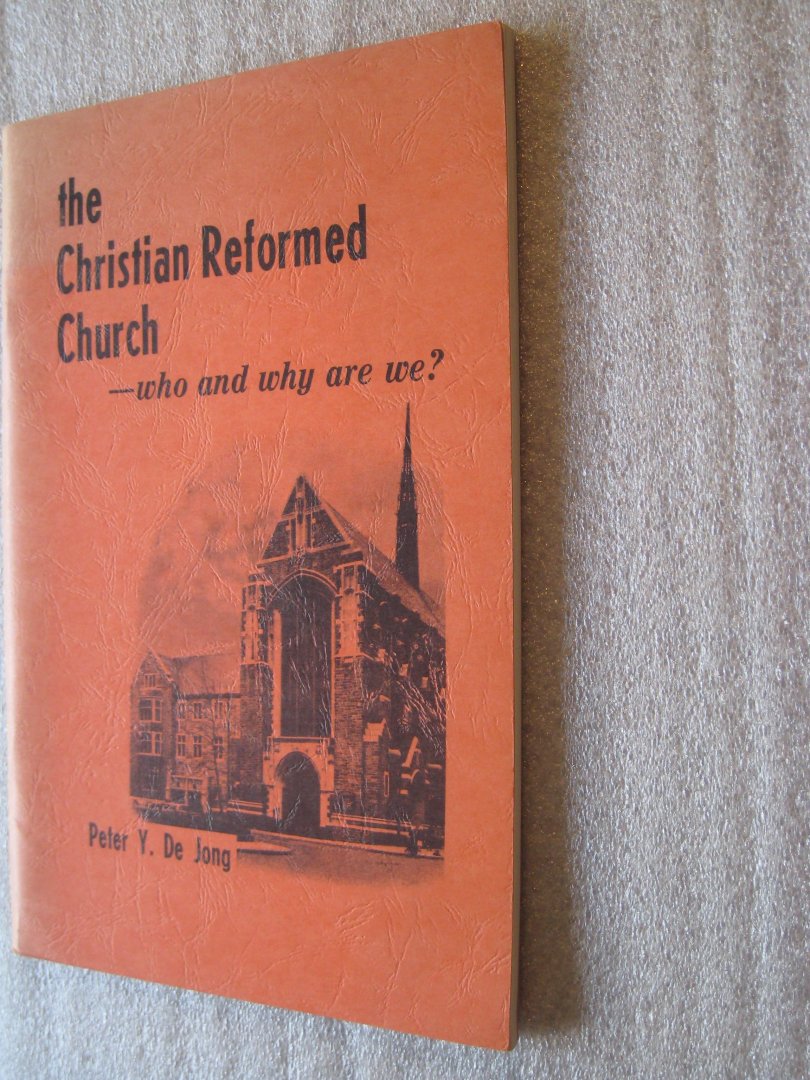 the
Christian Reformed
Church
—who and why are we?
Peter Y. De Jong